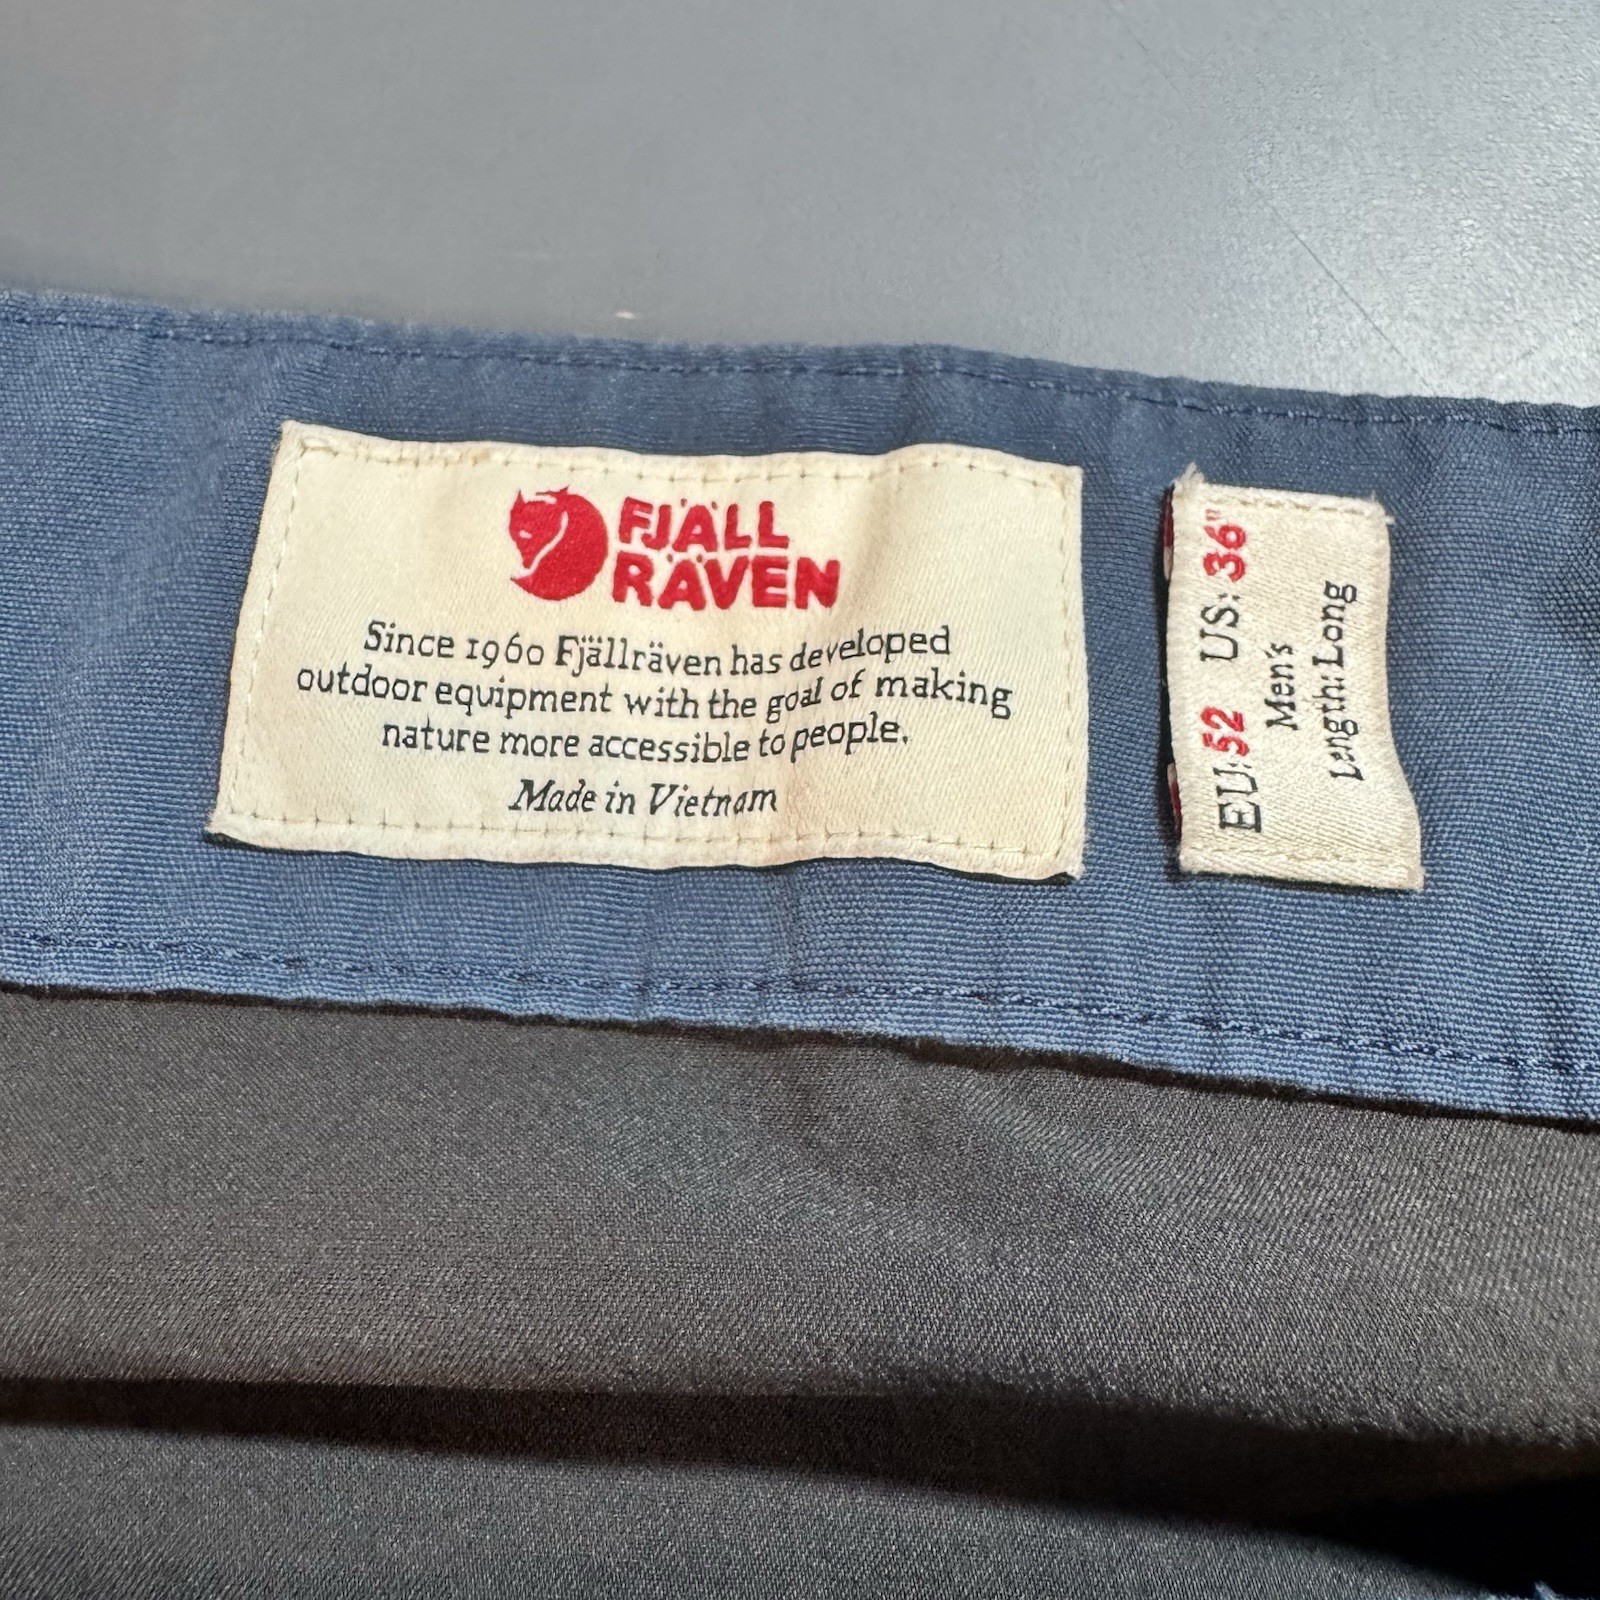 FJÄLL
RÄVEN
Since 1960 Fjällräven has developed
outdoor equipment with the goal of making
nature more accessible to people.
Made in Vietnam
EU: 52 US: 36"
Men's
Length: Long